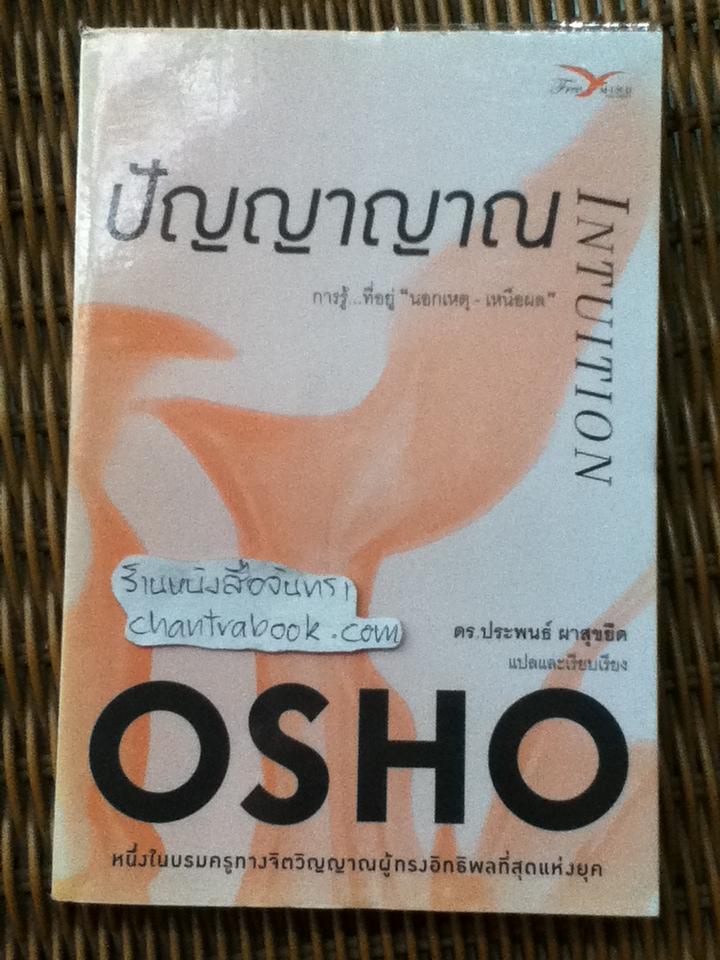 Free MIND
ปัญญาญาณ
INTUITION
การรู้...ที่อยู่ "นอกเหตุ - เหนือผล"
ร้านหนังสือจันทรา
chantrabook.com
ดร.ประพนธ์ ผาสุขยืด
แปลและเรียบเรียง
OSHO
หนึ่งในบรมครูทางจิตวิญญาณผู้ทรงอิทธิพลที่สุดแห่งยุค